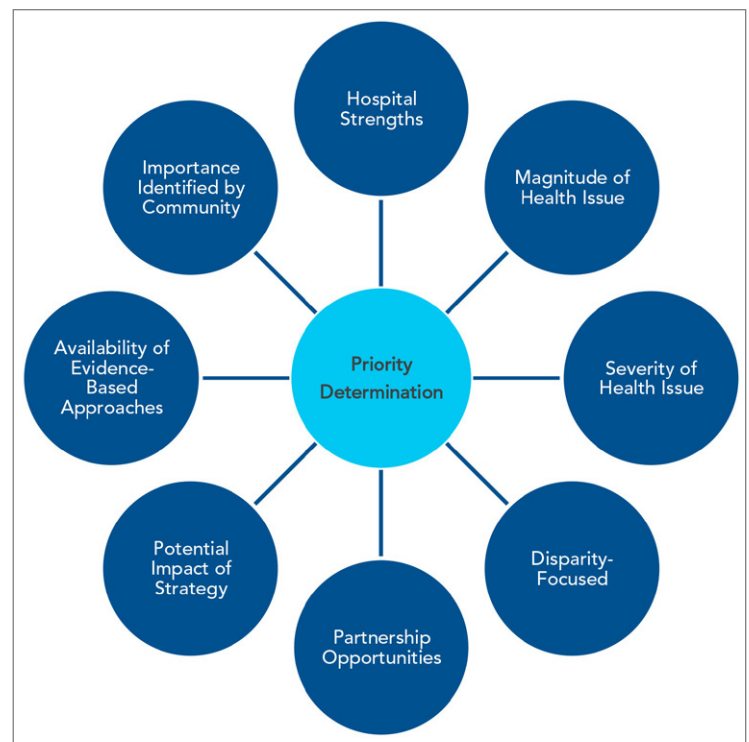 Hospital
Strengths
Magnitude of
Health Issue
Severity of
Health Issue
Disparity-
Focused
Partnership
Opportunities
Potential
Impact of
Strategy
Availability of
Evidence-
Based
Approaches
Importance
Identified by
Community
Priority
Determination